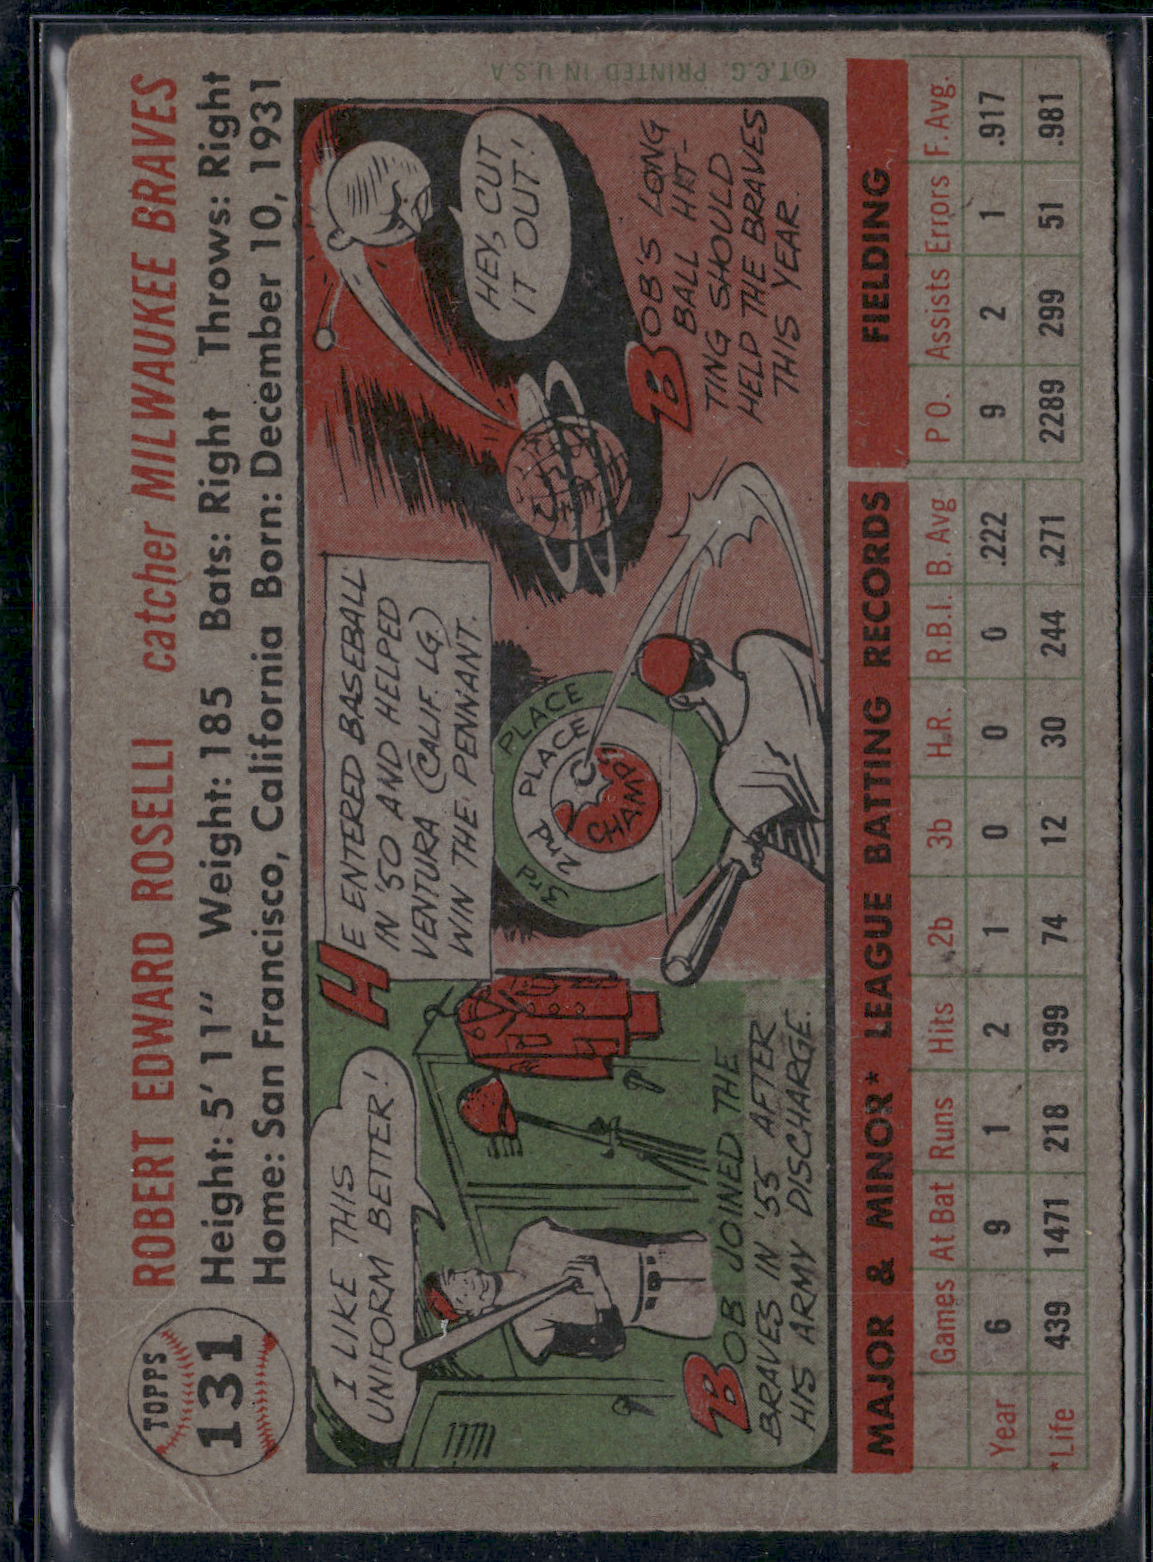 TOPPS
131
ROBERT EDWARD ROSELLI catcher MILWAUKEE BRAVES
Height: 5'11" Weight: 185 Bats: Right Throws: Right
Home: San Francisco, California Born: December 10, 1931
I LIKE THIS
UNIFORM BETTER!
BOB JOINED THE
BRAVES IN '55 AFTER
HIS ARMY DISCHARGE.
HE ENTERED BASEBALL
IN '50 AND HELPED
VENTURA (CALIF. LG.)
WIN THE PENNANT.
3rd PLACE
2ND PLACE
CHAMP
HEY, CUT
IT OUT!
BOB'S LONG
BALL HIT-
TING SHOULD
HELP THE BRAVES
THIS YEAR.
©T.C.G. PRINTED IN U.S.A
MAJOR & MINOR* LEAGUE BATTING RECORDS FIELDING
Games At Bat Runs Hits 2b 3b H.R. R.B.I. B. Avg P.O. Assists Errors F. Avg.
Year 6 9 1 2 1 0 0 0 .222 9 2 1 .917
*Life 439 1471 218 399 74 12 30 244 .271 2289 299 51 .981